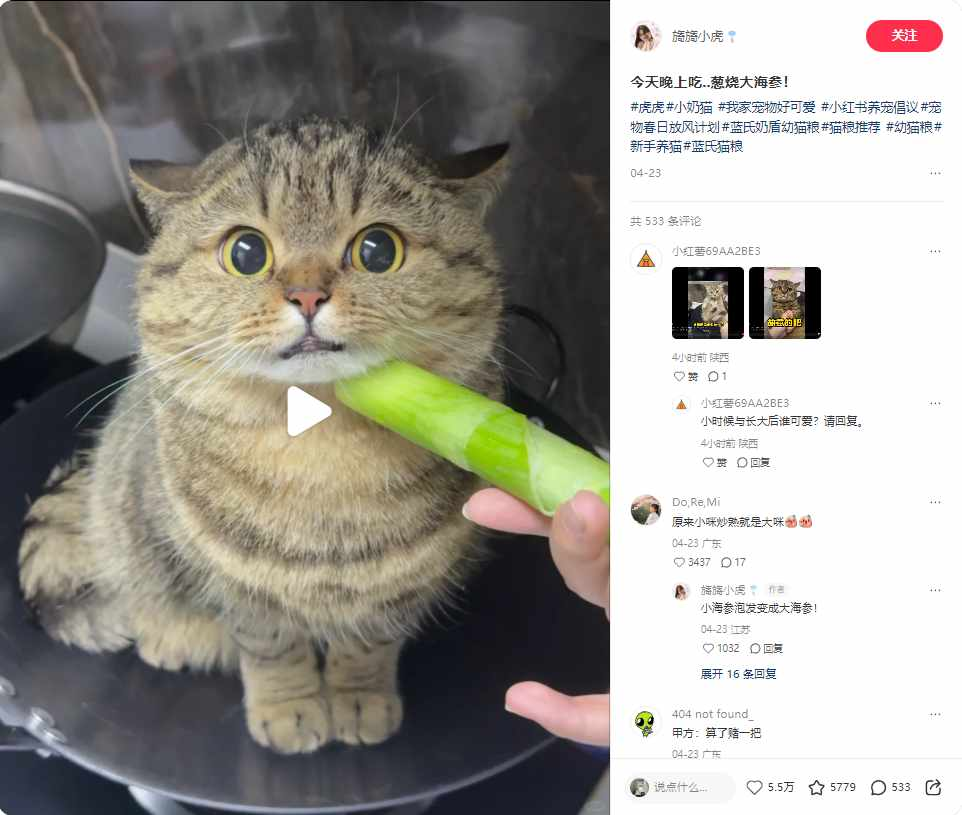 旖旖小虎
关注
今天晚上吃..葱烧大海参！
#虎虎#小奶猫 #我家宠物好可爱 #小红书养宠倡议#宠
物春日放风计划#蓝氏奶盾幼猫粮#猫粮推荐 #幼猫粮#
新手养猫#蓝氏猫粮
04-23
共 533 条评论
小红薯69AA2BE3
4小时前 陕西
赞 1
小红薯69AA2BE3
小时候与长大后谁可爱？请回复。
4小时前 陕西
赞 回复
Do,Re,Mi
原来小咪炒熟就是大咪
04-23 广东
3437 17
旖旖小虎 作者
小海参泡发变成大海参！
04-23 江苏
1032 回复
展开 16 条回复
404 not found_
甲方：算了赌一把
04-23 广东
说点什么... 5.5万 5779 533